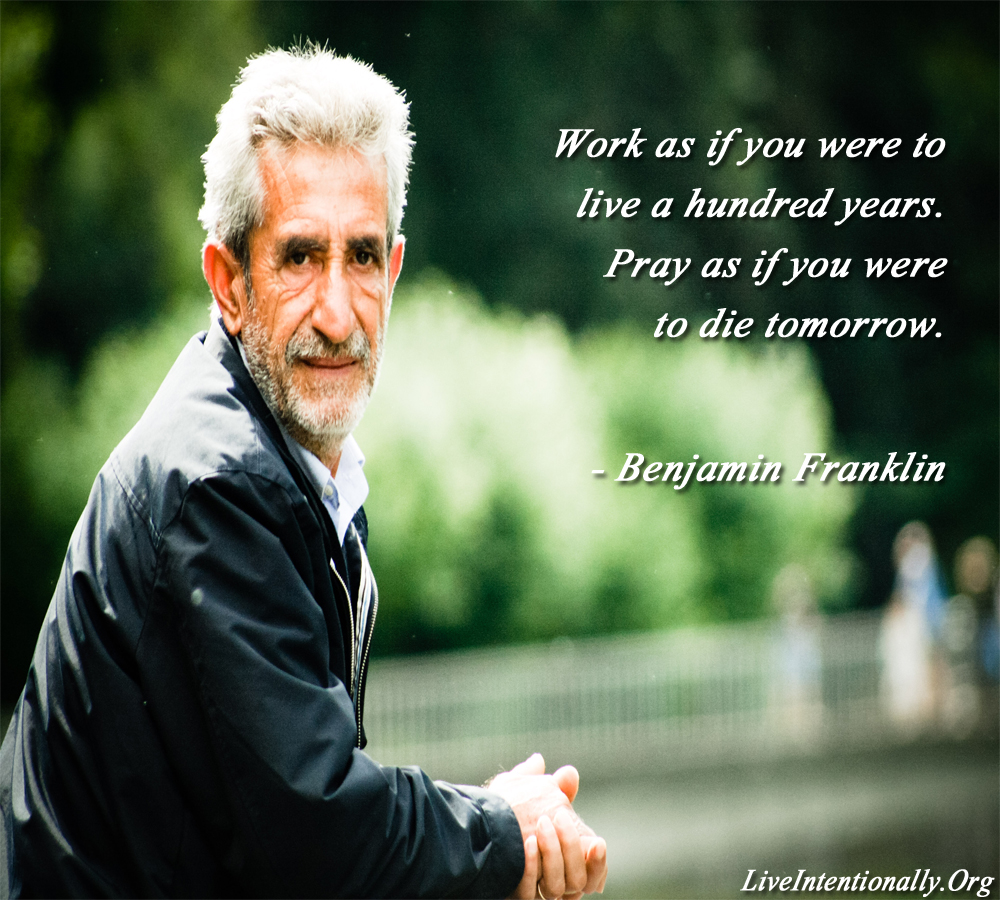 Work as if you were to
live a hundred years.
Pray as if you were
to die tomorrow.
- Benjamin Franklin
LiveIntentionally.Org